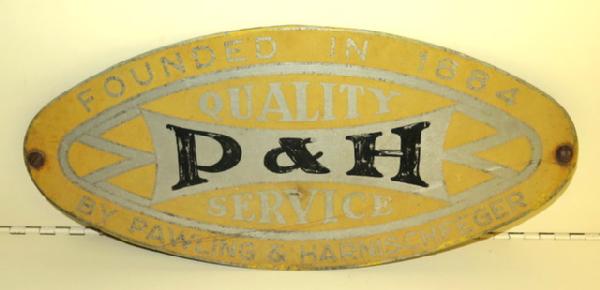 FOUNDED IN 1884
QUALITY
P&H
SERVICE
BY PAWLING & HARNISCHFEGER